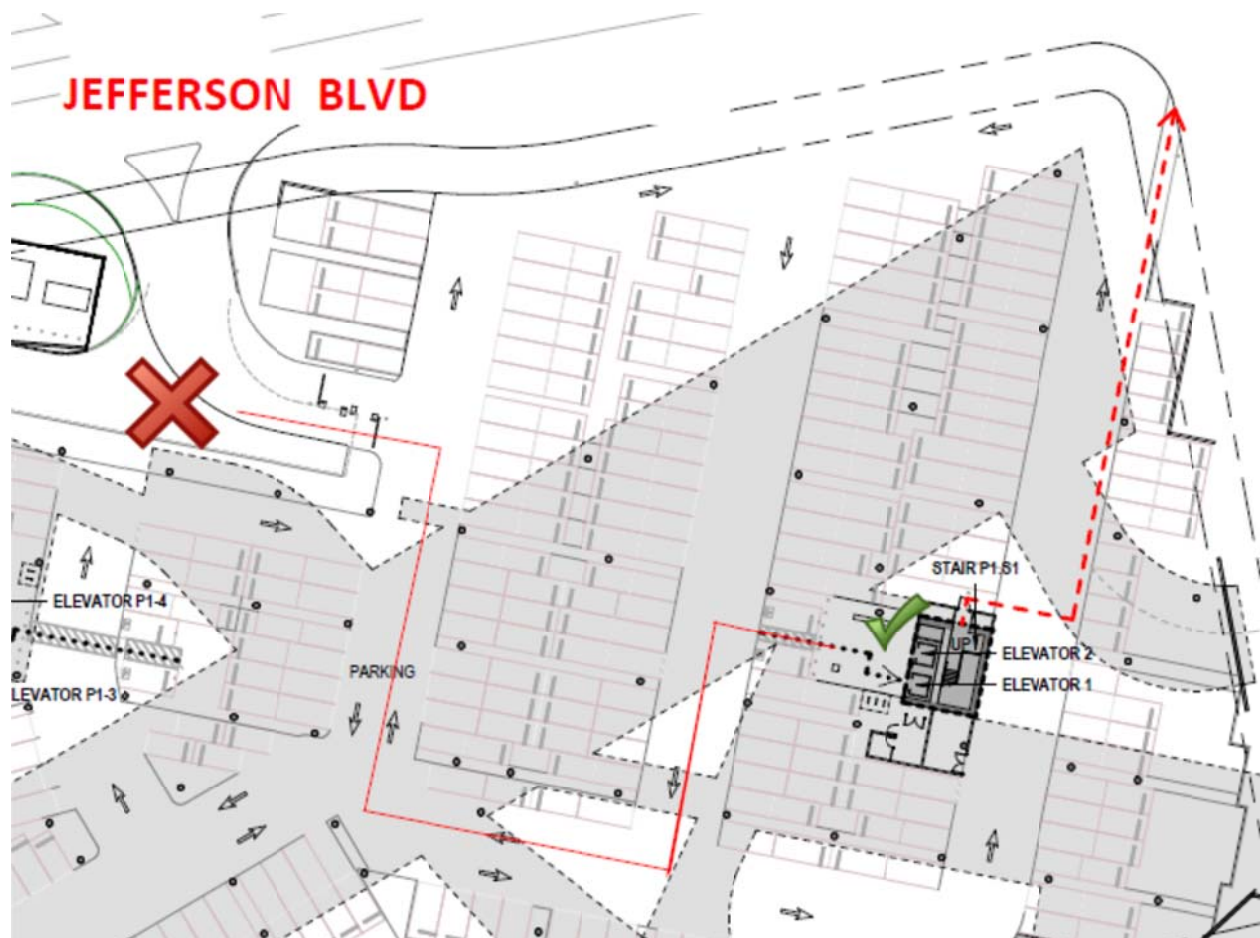 JEFFERSON BLVD
STAIR P1.S1
ELEVATOR P1-4
UP
ELEVATOR 2
PARKING
ELEVATOR 1
LEVATOR P1-3